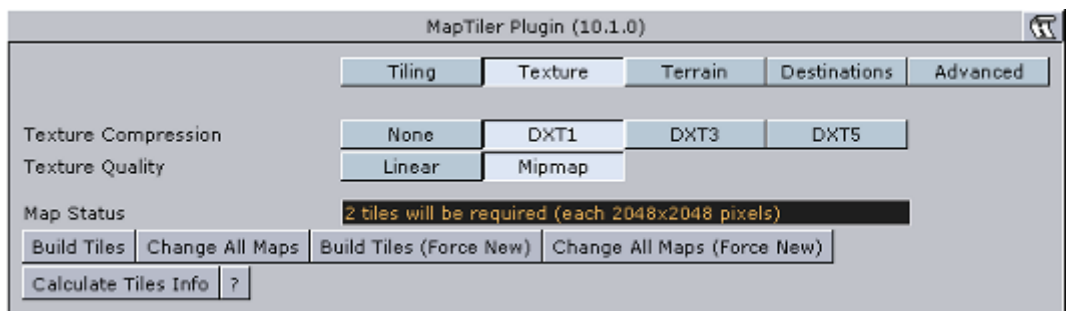 MapTiler Plugin (10.1.0)
Tiling Texture Terrain Destinations Advanced
Texture Compression None DXT1 DXT3 DXT5
Texture Quality Linear Mipmap
Map Status 2 tiles will be required (each 2048x2048 pixels)
Build Tiles Change All Maps Build Tiles (Force New) Change All Maps (Force New)
Calculate Tiles Info ?